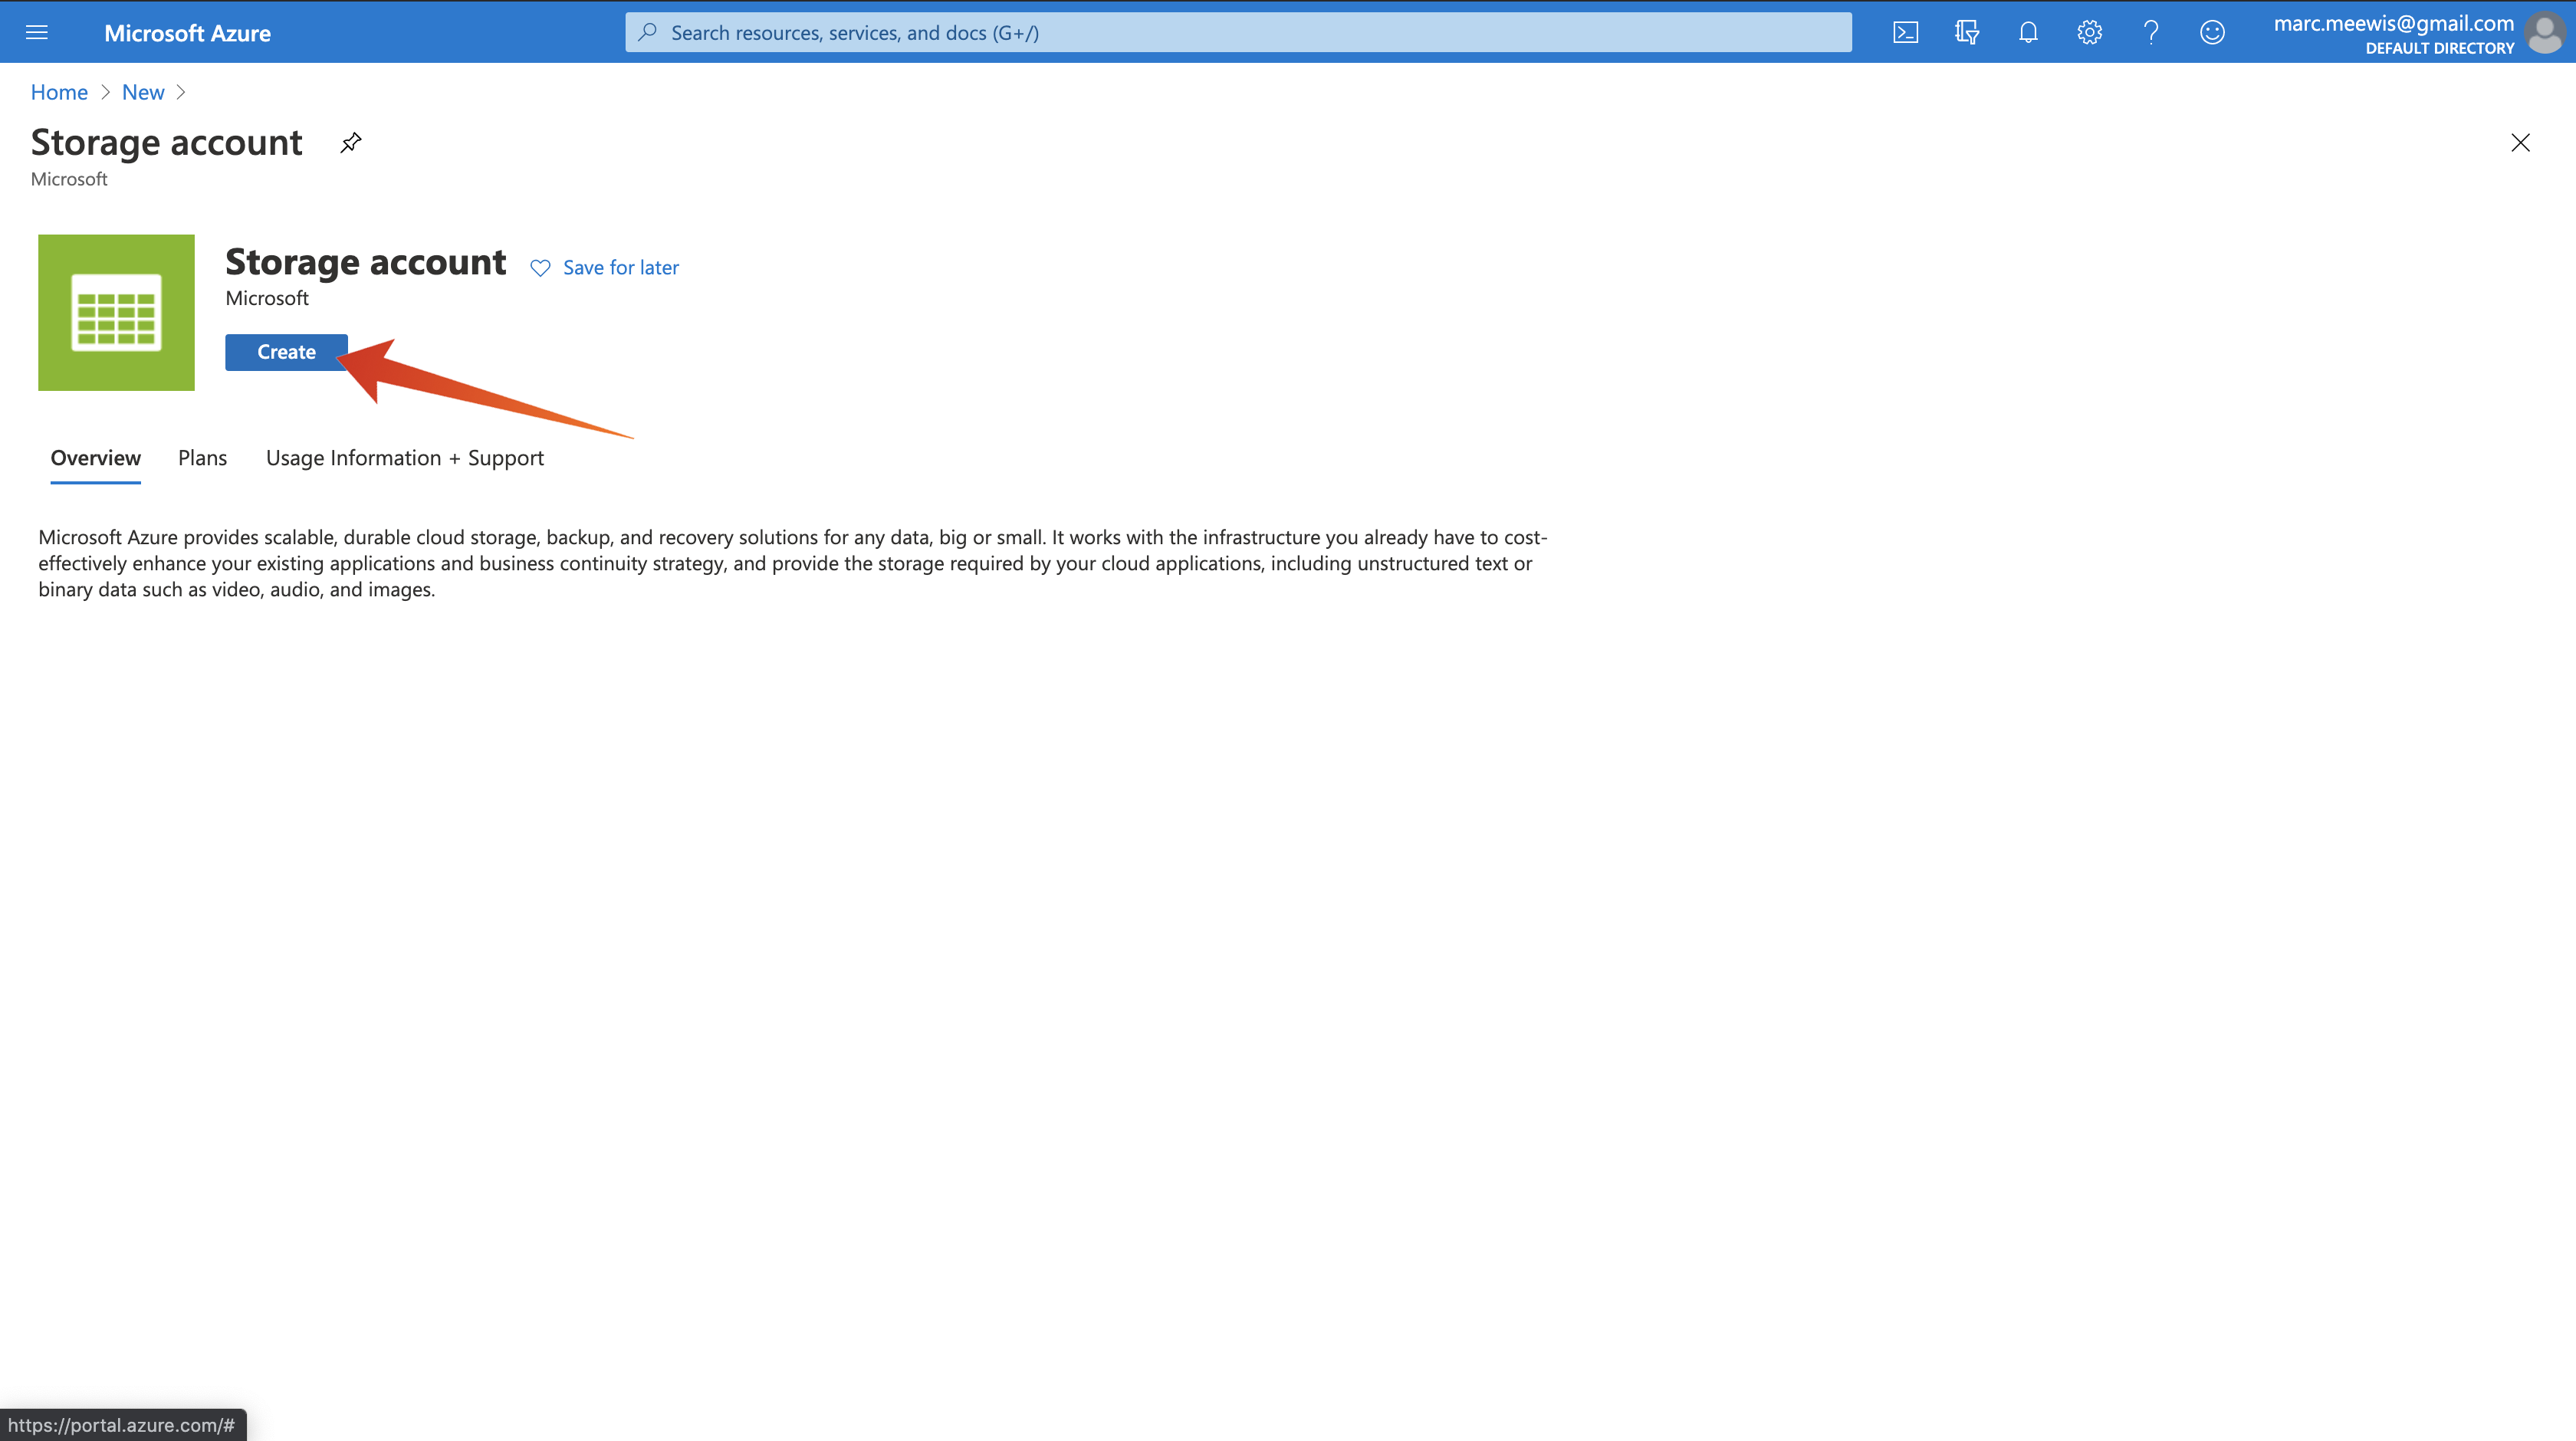 Microsoft Azure
Search resources, services, and docs (G+/)
marc.meewis@gmail.com
DEFAULT DIRECTORY
Home > New >
Storage account
Microsoft
Storage account
Save for later
Microsoft
Create
Overview
Plans
Usage Information + Support
Microsoft Azure provides scalable, durable cloud storage, backup, and recovery solutions for any data, big or small. It works with the infrastructure you already have to cost-
effectively enhance your existing applications and business continuity strategy, and provide the storage required by your cloud applications, including unstructured text or
binary data such as video, audio, and images.
https://portal.azure.com/#